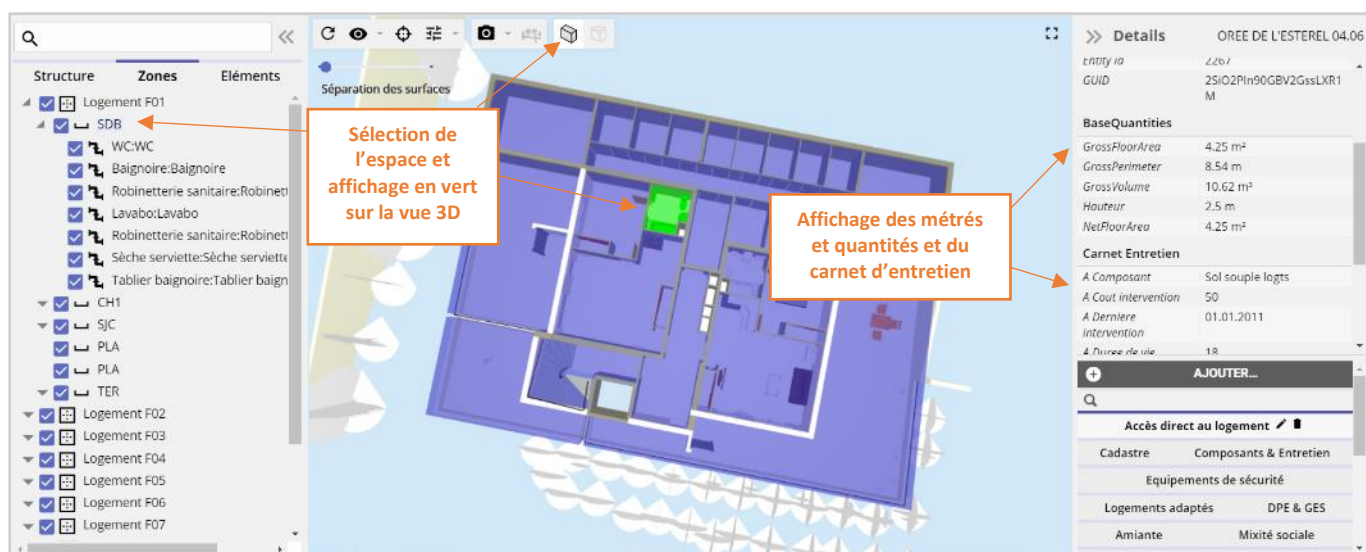 Structure Zones Eléments
Logement F01
SDB
WC:WC
Baignoire:Baignoire
Robinetterie sanitaire:Robinet
Lavabo:Lavabo
Robinetterie sanitaire:Robinet
Sèche serviette:Sèche serviette
Tablier baignoire:Tablier baign
CH1
SJC
PLA
PLA
TER
Logement F02
Logement F03
Logement F04
Logement F05
Logement F06
Logement F07
Séparation des surfaces
Sélection de
l'espace et
affichage en vert
sur la vue 3D
Affichage des métrés
et quantités et du
carnet d'entretien
Details OREE DE L'ESTEREL 04.06
Entity id 2267
GUID 2SiO2PIn90GBV2GssLXR1
M
BaseQuantities
GrossFloorArea 4.25 m²
GrossPerimeter 8.54 m
GrossVolume 10.62 m³
Hauteur 2.5 m
NetFloorArea 4.25 m²
Carnet Entretien
A Composant Sol souple logts
A Cout intervention 50
A Derniere 01.01.2011
intervention
A Duree de vie 18
AJOUTER...
Accès direct au logement
Cadastre Composants & Entretien
Equipements de sécurité
Logements adaptés DPE & GES
Amiante Mixité sociale